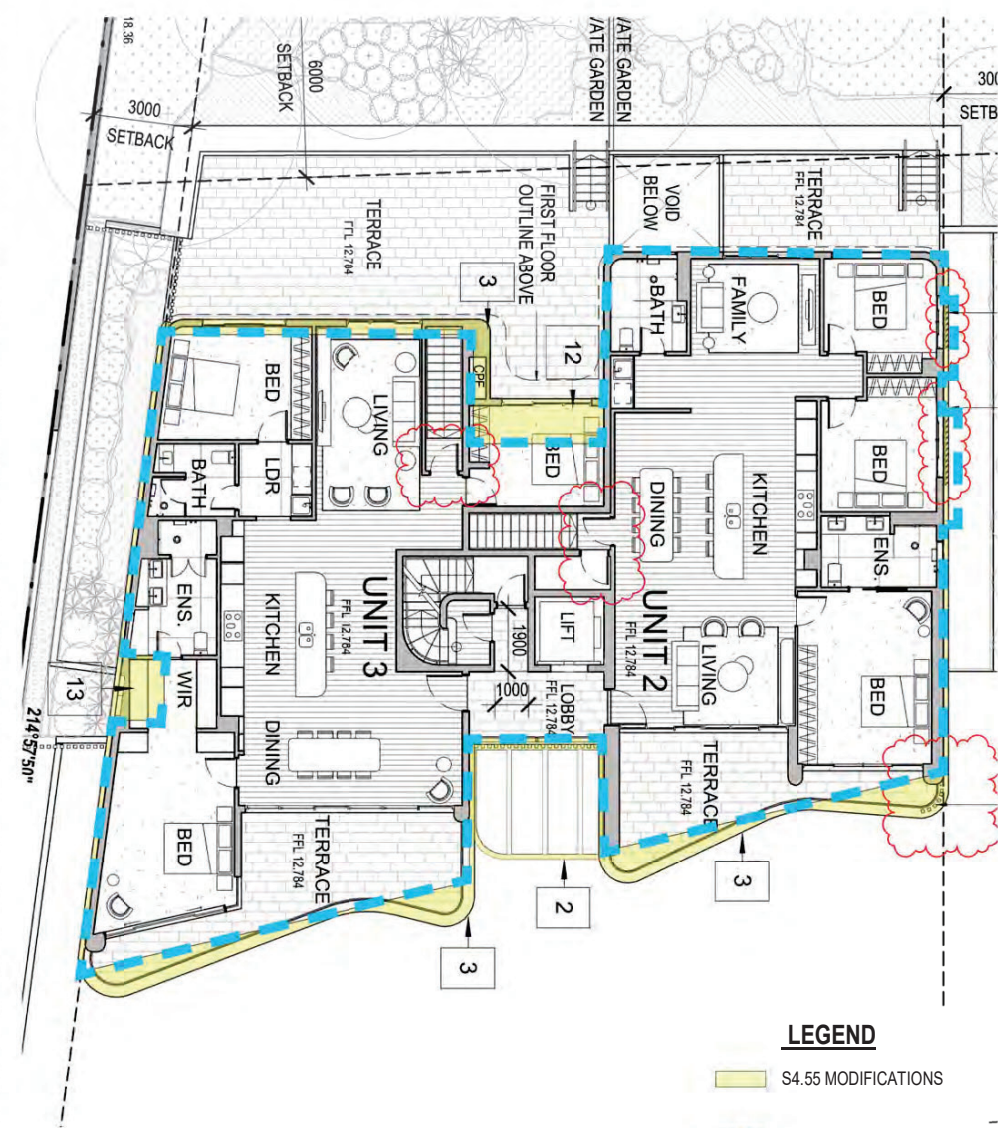 18.36
3000
SETBACK
6000
SETBACK
VATE GARDEN
VATE GARDEN
300
SETB
TERRACE
FFL 12.784
FIRST FLOOR
OUTLINE ABOVE
VOID
BELOW
TERRACE
FFL 12.784
3
12
BATH
FAMILY
BED
CPE
BED
LIVING
BED
BED
BATH
LDR
DINING
KITCHEN
ENS.
ENS.
KITCHEN
UNIT 3
FFL 12.784
1900
LIFT
UNIT 2
FFL 12.784
LIVING
BED
13
WIR
1000
LOBBY
FFL 12.784
214°57'50"
DINING
TERRACE
FFL 12.784
BED
TERRACE
FFL 12.784
2
3
3
LEGEND
S4.55 MODIFICATIONS